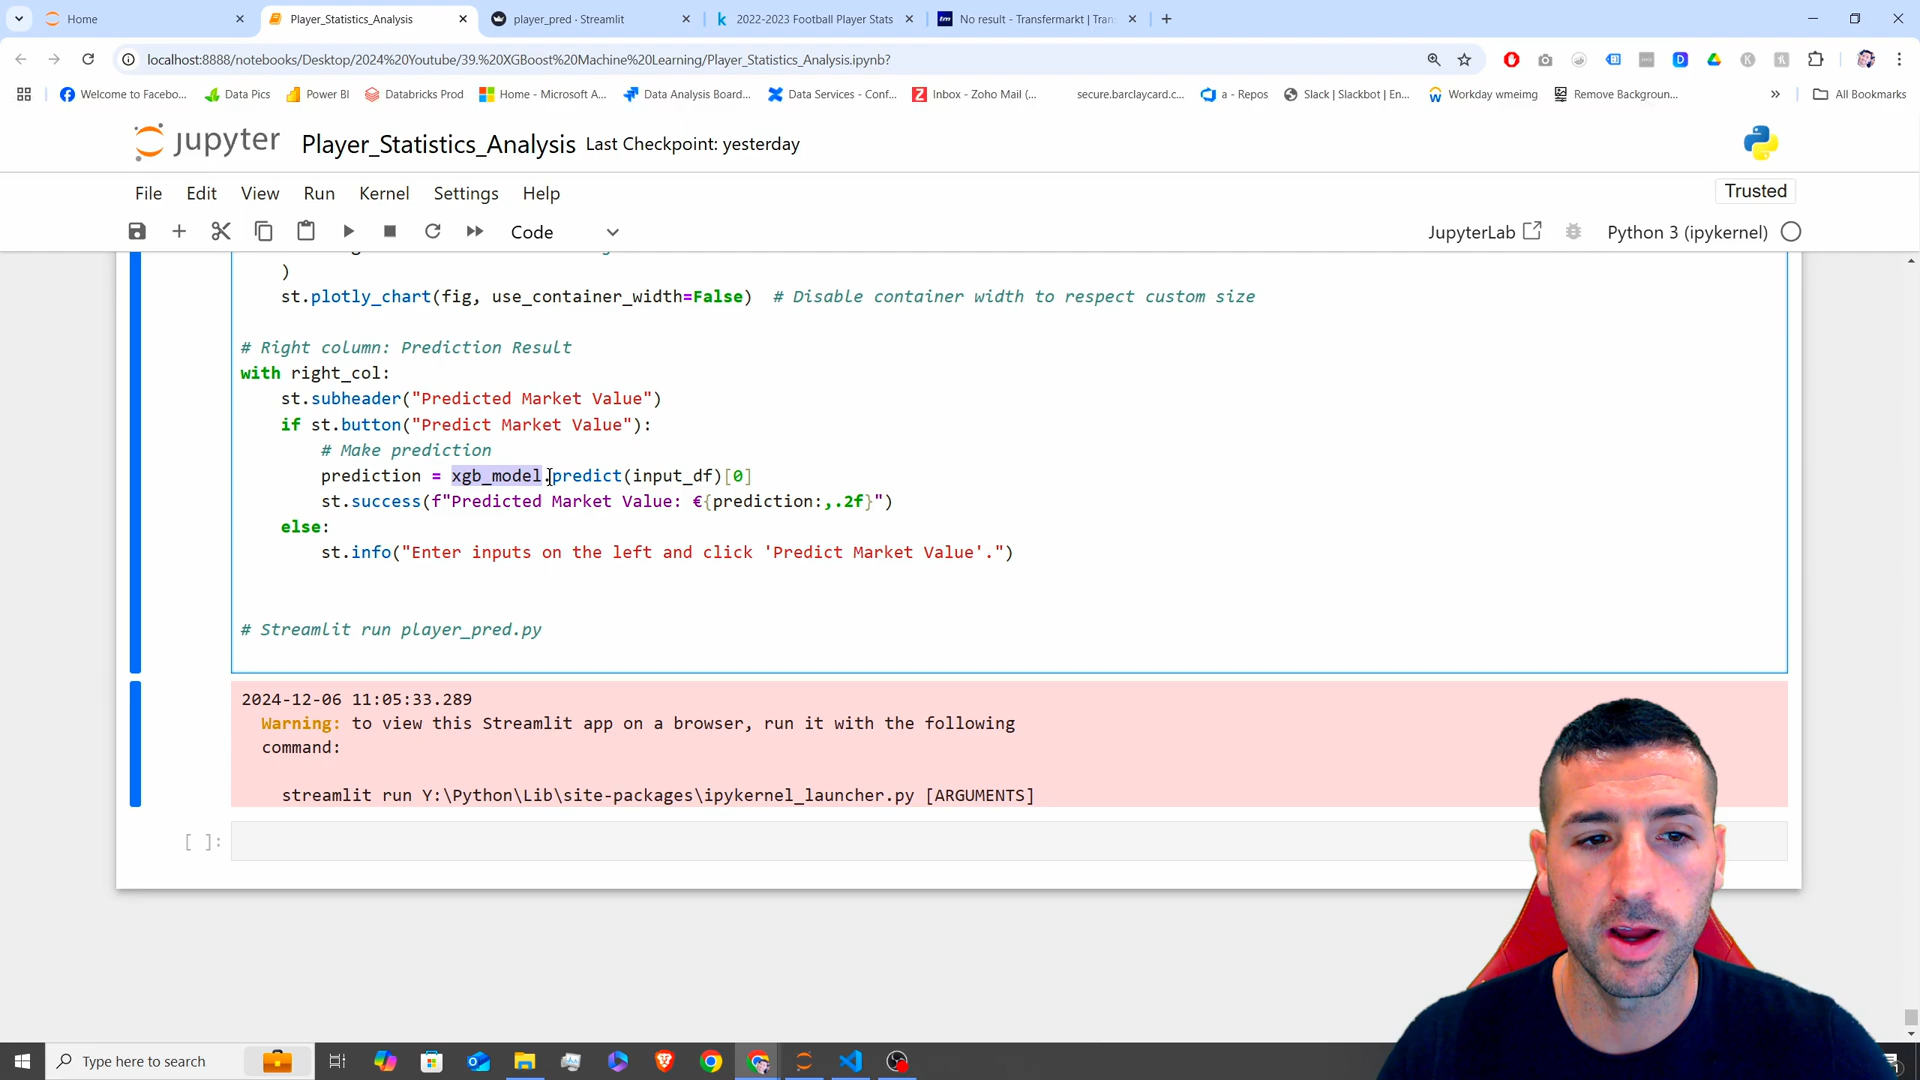 Home
Player_Statistics_Analysis
player_pred · Streamlit
2022-2023 Football Player Stats
No result - Transfermarkt | Tran
localhost:8888/notebooks/Desktop/2024%20Youtube/39.%20XGBoost%20Machine%20Learning/Player_Statistics_Analysis.ipynb?
Welcome to Facebo...
Data Pics
Power BI
Databricks Prod
Home - Microsoft A...
Data Analysis Board...
Data Services - Conf...
Inbox - Zoho Mail (...
secure.barclaycard.c...
a - Repos
Slack | Slackbot | En...
Workday wmeimg
Remove Backgroun...
All Bookmarks
jupyter
Player_Statistics_Analysis Last Checkpoint: yesterday
File Edit View Run Kernel Settings Help
Trusted
Code
JupyterLab
Python 3 (ipykernel)
)
st.plotly_chart(fig, use_container_width=False) # Disable container width to respect custom size
# Right column: Prediction Result
with right_col:
st.subheader("Predicted Market Value")
if st.button("Predict Market Value"):
# Make prediction
prediction = xgb_model.predict(input_df)[0]
st.success(f"Predicted Market Value: €{prediction:,.2f}")
else:
st.info("Enter inputs on the left and click 'Predict Market Value'.")
# Streamlit run player_pred.py
2024-12-06 11:05:33.289
Warning: to view this Streamlit app on a browser, run it with the following
command:
streamlit run Y:\Python\Lib\site-packages\ipykernel_launcher.py [ARGUMENTS]
[ ]:
Type here to search